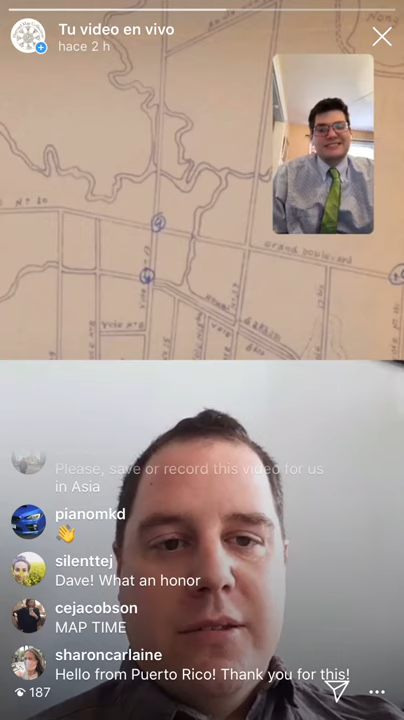 Tu video en vivo
hace 2 h
Grand boulevard
Please, save or record this video for us
in Asia
pianomkd
👋
silenttej
Dave! What an honor
cejacobson
MAP TIME
sharoncarlaine
Hello from Puerto Rico! Thank you for this!
187